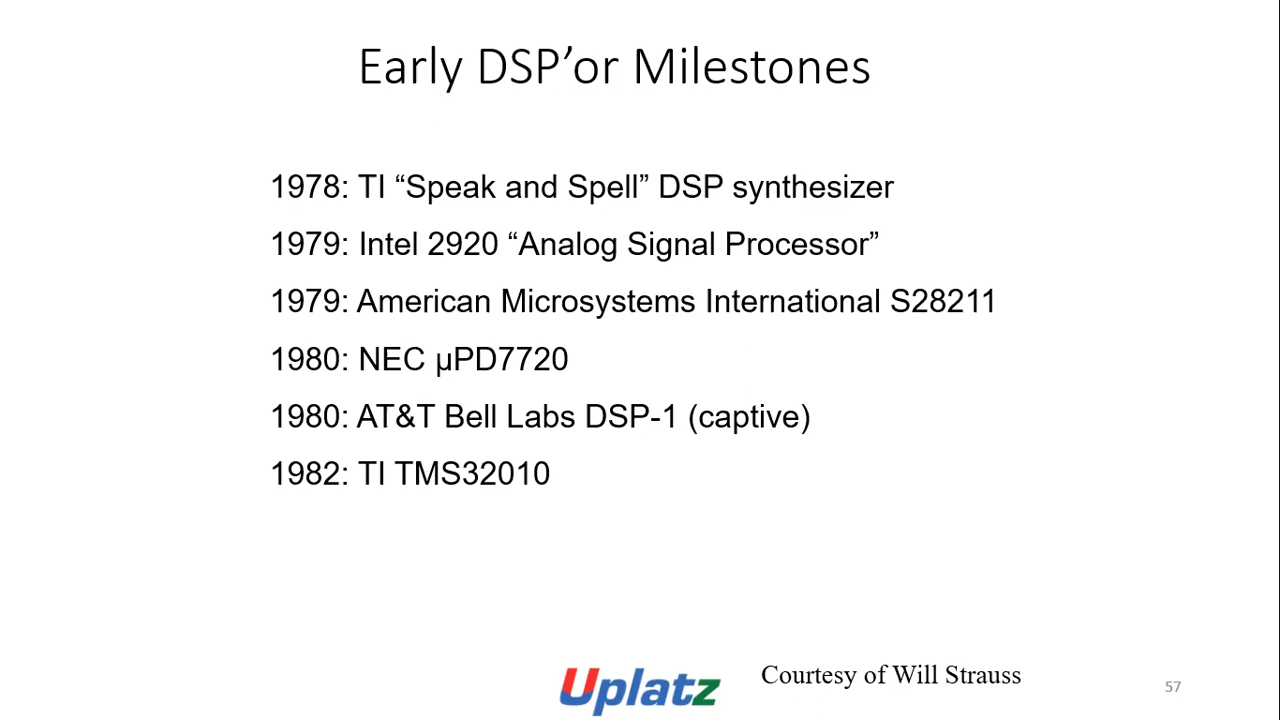 Early DSP’or Milestones
1978: TI “Speak and Spell” DSP synthesizer
1979: Intel 2920 “Analog Signal Processor”
1979: American Microsystems International S28211
1980: NEC µPD7720
1980: AT&T Bell Labs DSP-1 (captive)
1982: TI TMS32010
Uplatz
Courtesy of Will Strauss
57